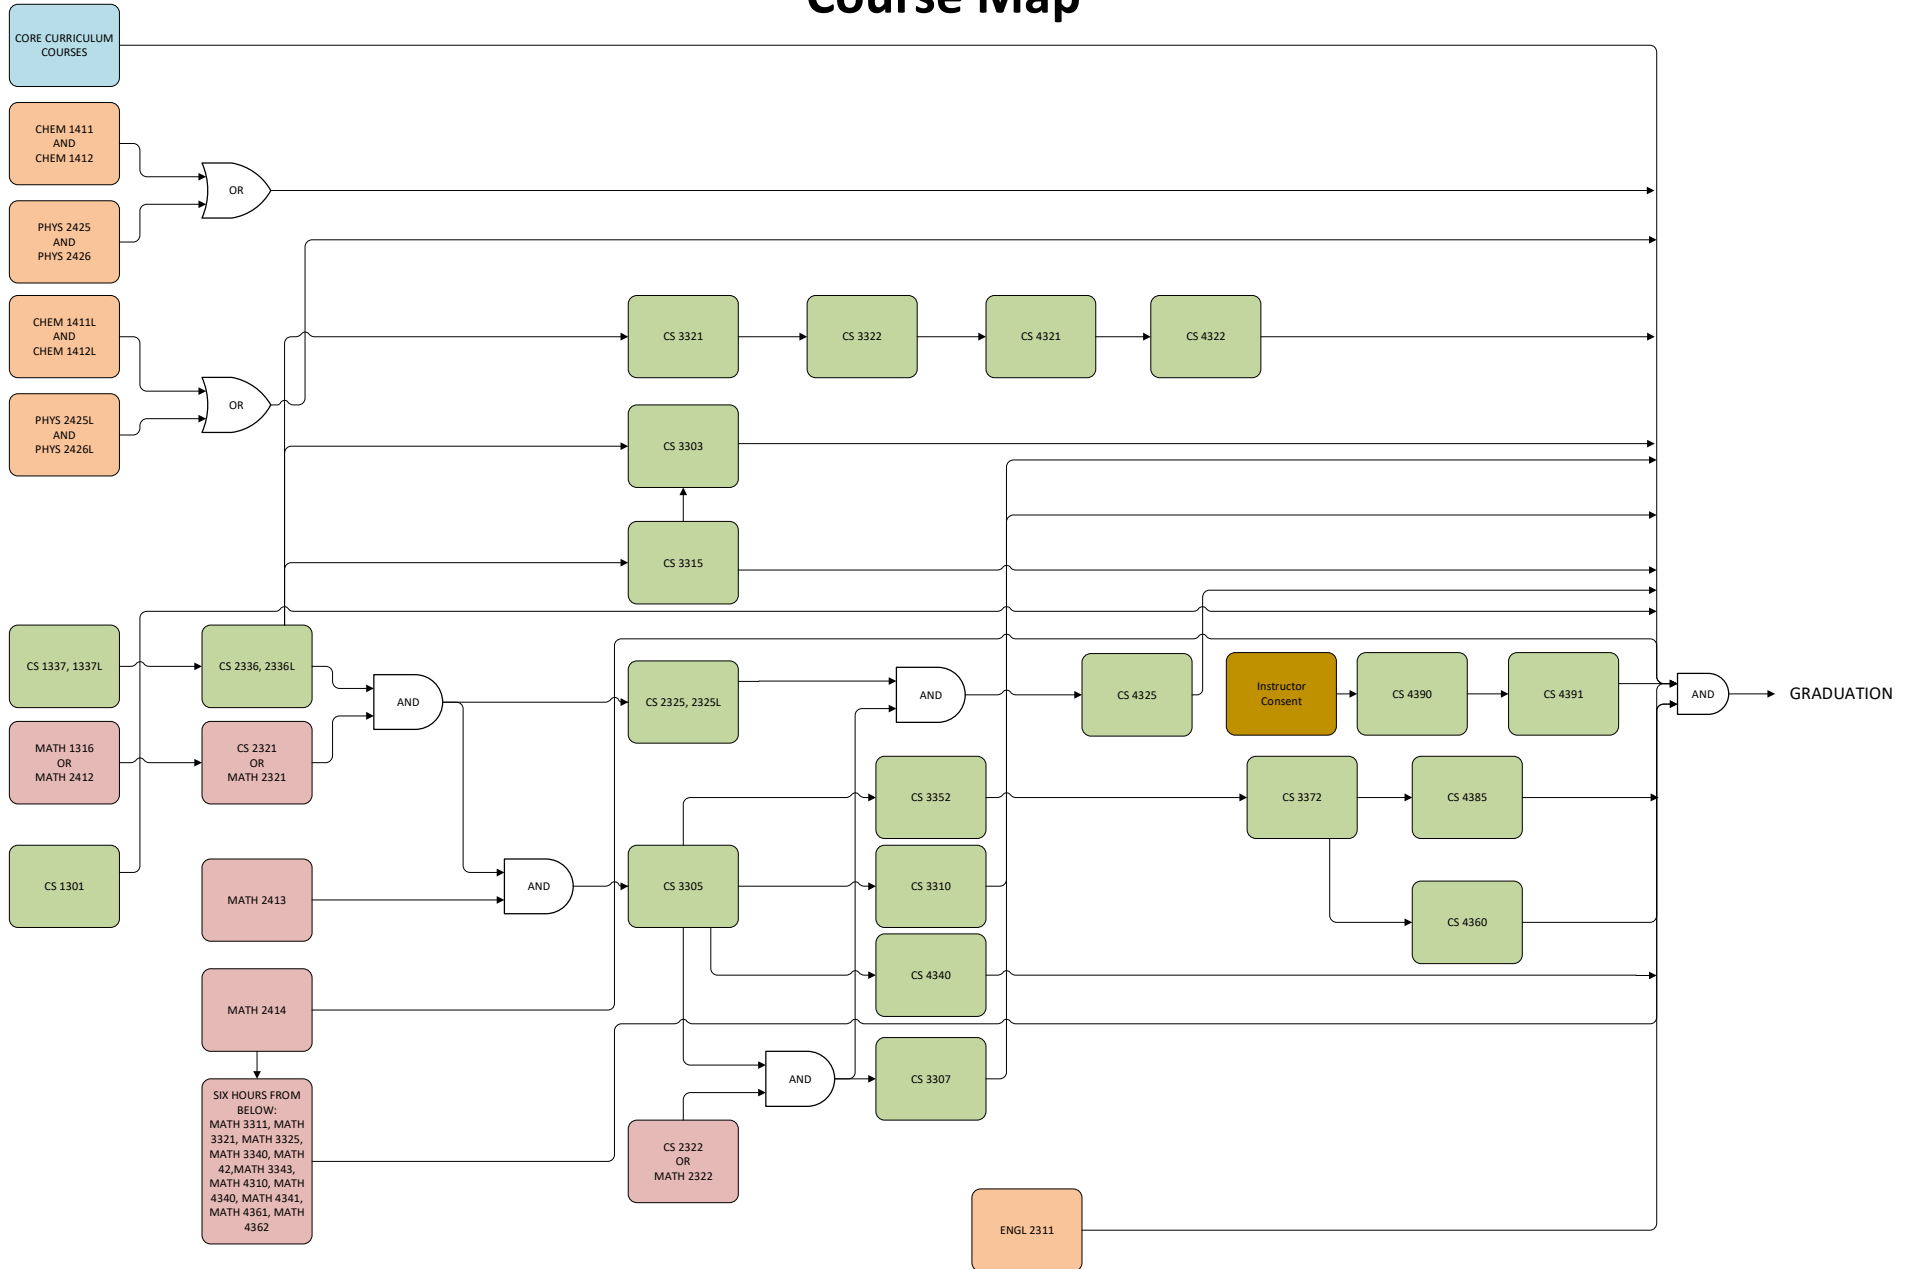 Course Map
CORE CURRICULUM
COURSES
CHEM 1411
AND
CHEM 1412
OR
PHYS 2425
AND
PHYS 2426
CHEM 1411L
AND
CHEM 1412L
OR
PHYS 2425L
AND
PHYS 2426L
CS 3321
CS 3322
CS 4321
CS 4322
CS 3303
CS 3315
CS 1337, 1337L
CS 2336, 2336L
AND
CS 2325, 2325L
AND
CS 4325
Instructor
Consent
CS 4390
CS 4391
AND
GRADUATION
MATH 1316
OR
MATH 2412
CS 2321
OR
MATH 2321
CS 3352
CS 3372
CS 4385
CS 1301
MATH 2413
AND
CS 3305
CS 3310
CS 4360
CS 4340
MATH 2414
AND
CS 3307
SIX HOURS FROM
BELOW:
MATH 3311, MATH
3321, MATH 3325,
MATH 3340, MATH
42,MATH 3343,
MATH 4310, MATH
4340, MATH 4341,
MATH 4361, MATH
4362
CS 2322
OR
MATH 2322
ENGL 2311